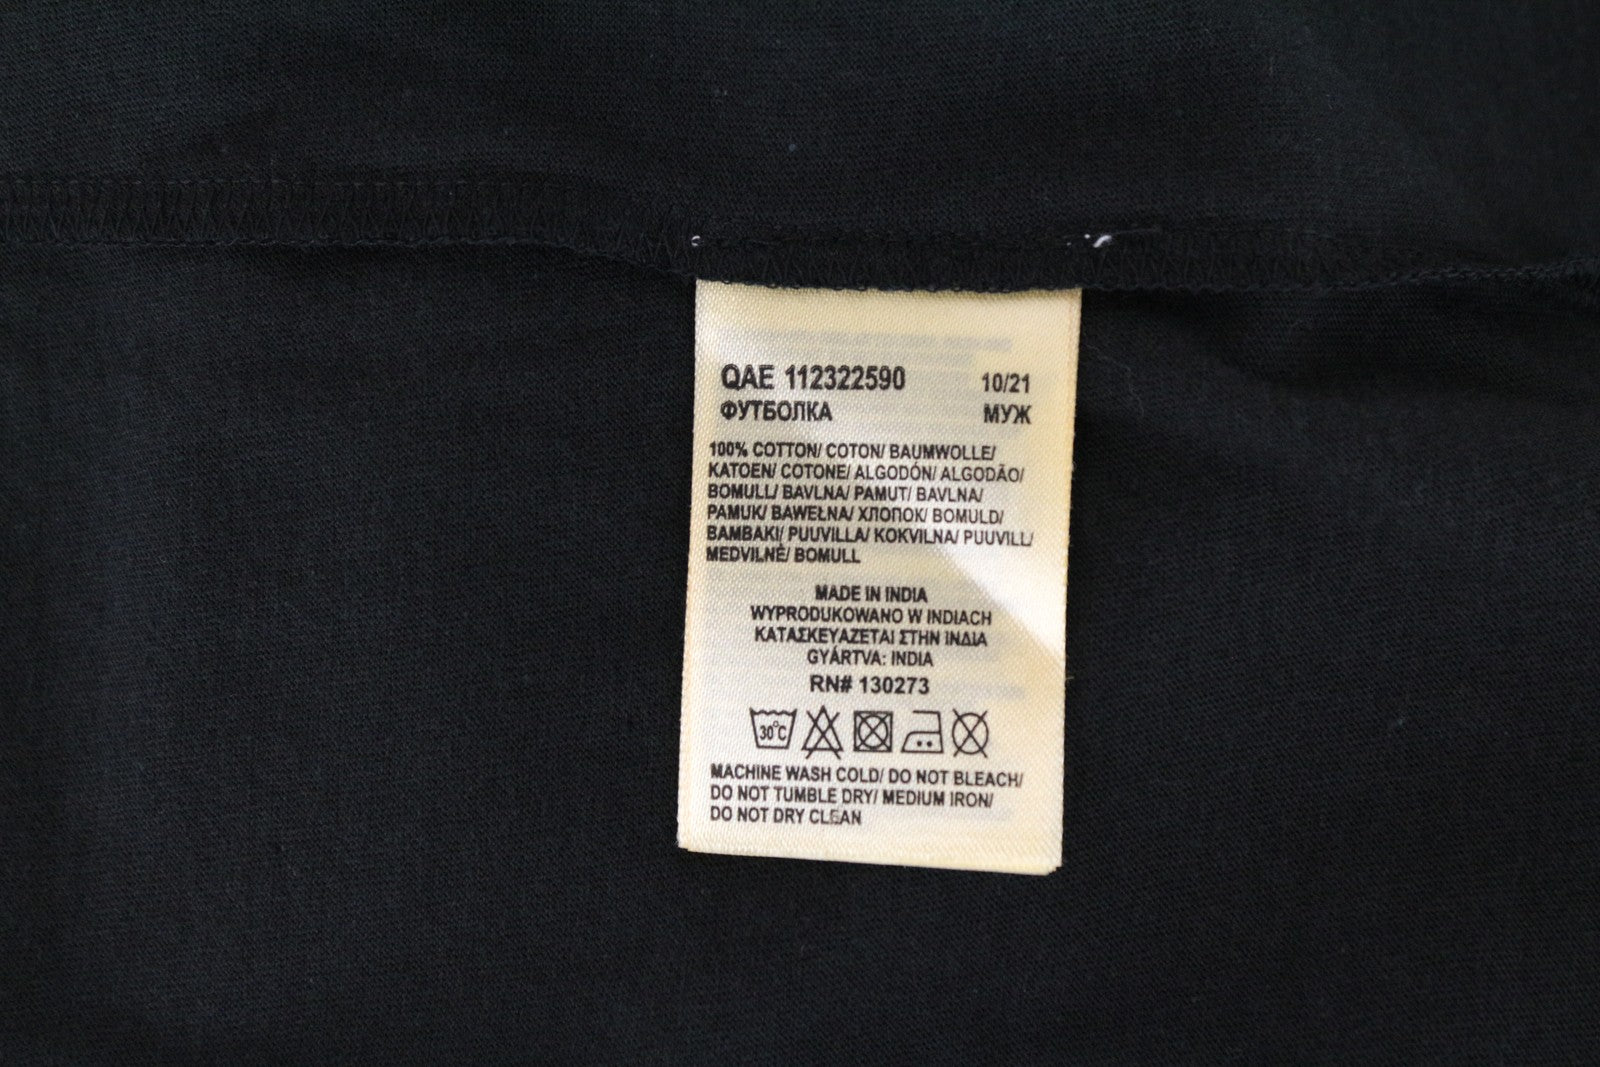 QAE 112322590 10/21
ФУТБОЛКА МУЖ
100% COTTON/ COTON/ BAUMWOLLE/
KATOEN/ COTONE/ ALGODÓN/ ALGODÃO/
BOMULL/ BAVLNA/ PAMUT/ BAVLNA/
PAMUK/ BAWEŁNA/ ХЛОПОК/ BOMULD/
BAMBAKI/ PUUVILLA/ KOKVILNA/ PUUVILL/
MEDVILNĖ/ BOMULL
MADE IN INDIA
WYPRODUKOWANO W INDIACH
ΚΑΤΑΣΚΕΥΑΖΕΤΑΙ ΣΤΗΝ ΙΝΔΙΑ
GYÁRTVA: INDIA
RN# 130273
30°C
MACHINE WASH COLD/ DO NOT BLEACH/
DO NOT TUMBLE DRY/ MEDIUM IRON/
DO NOT DRY CLEAN